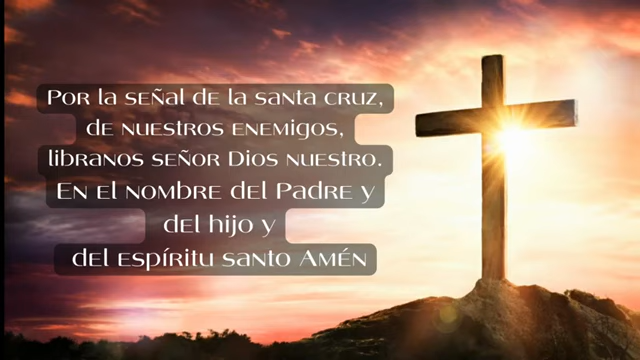 Por la señal de la santa cruz,
de nuestros enemigos,
libranos señor Dios nuestro.
En el nombre del Padre y
del hijo y
del espíritu santo Amén